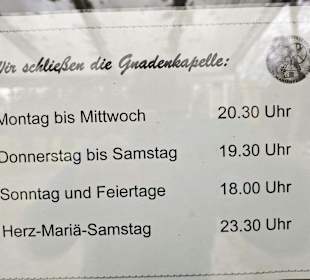 Wir schließen die Gnadenkapelle:
Montag bis Mittwoch 20.30 Uhr
Donnerstag bis Samstag 19.30 Uhr
Sonntag und Feiertage 18.00 Uhr
Herz-Mariä-Samstag 23.30 Uhr